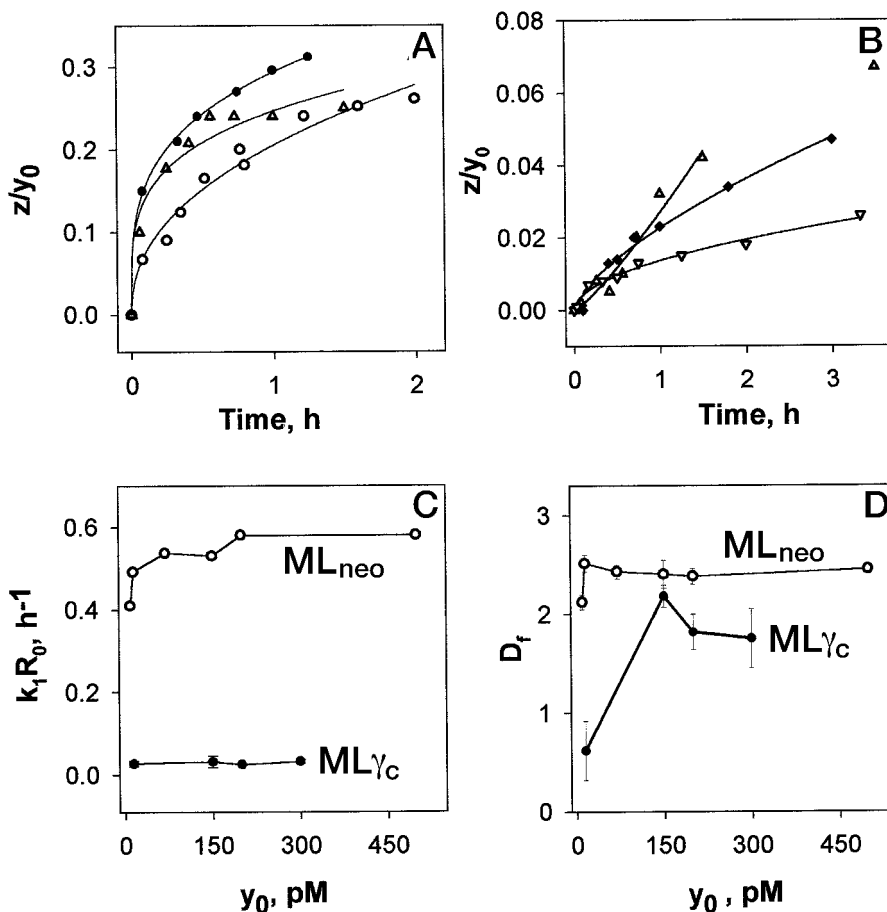 A
0.3
0.2
0.1
0.0
z/y0
0
1
2
Time, h
B
0.08
0.06
0.04
0.02
0.00
z/y0
0
1
2
3
Time, h
C
0.6
0.4
0.2
0.0
k1R0, h-1
MLneo
MLγc
0
150
300
450
y0, pM
D
3
2
1
0
Df
MLneo
MLγc
0
150
300
450
y0 , pM